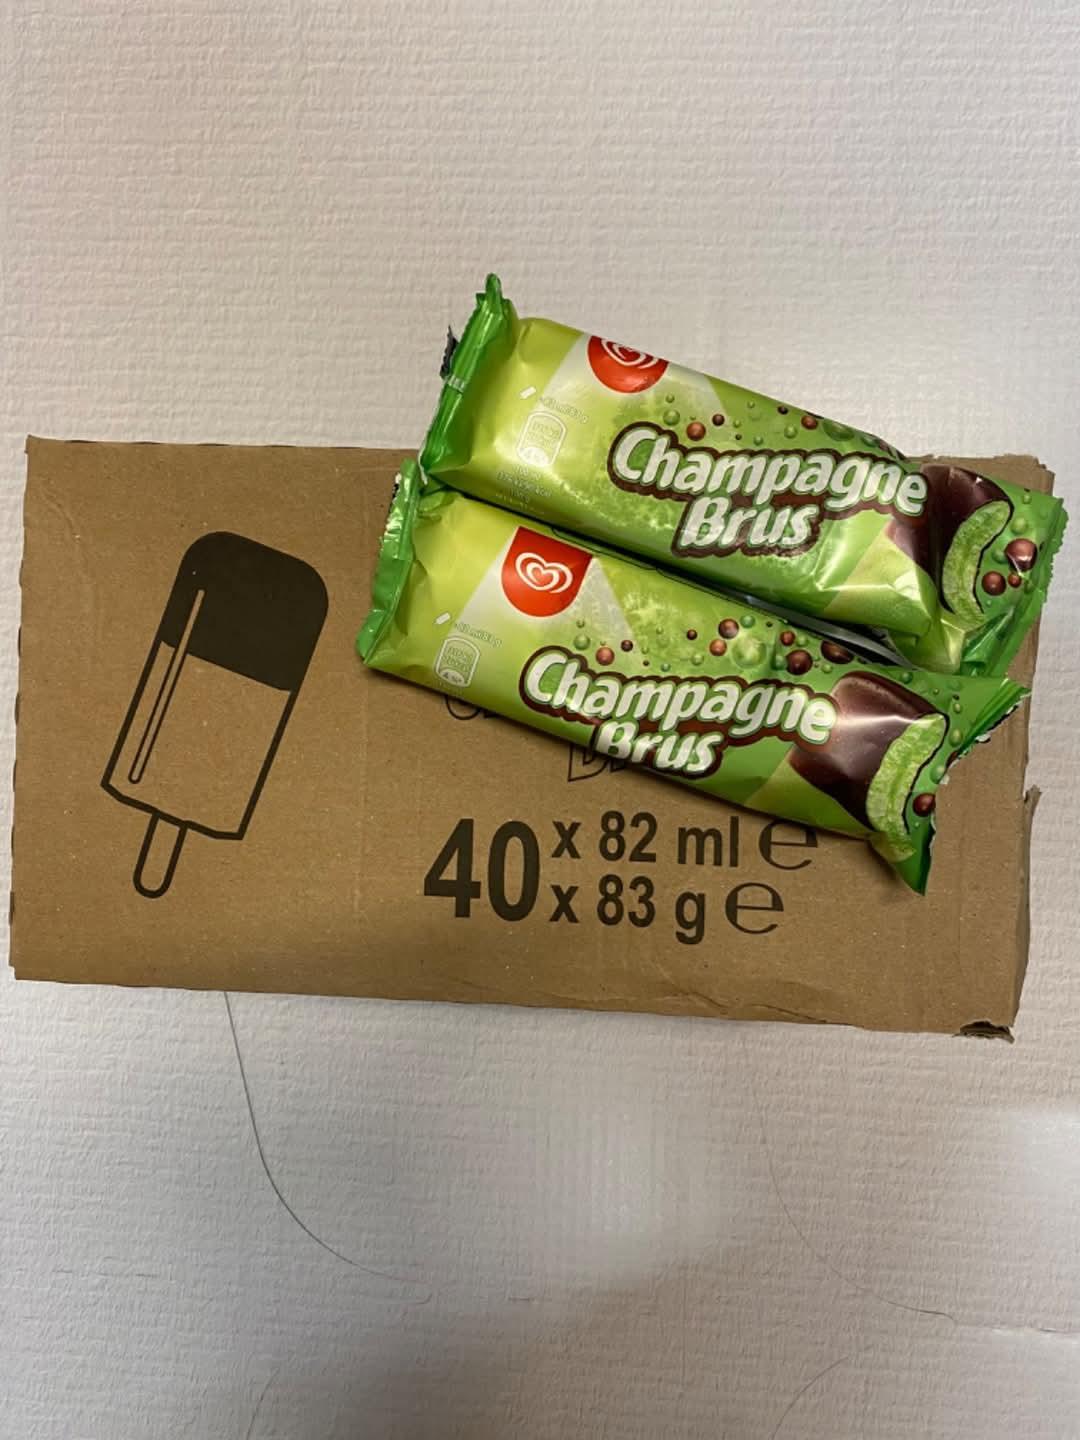 Champagne
Brus
Champagne
Brus
40 x 82 ml e
x 83 g e